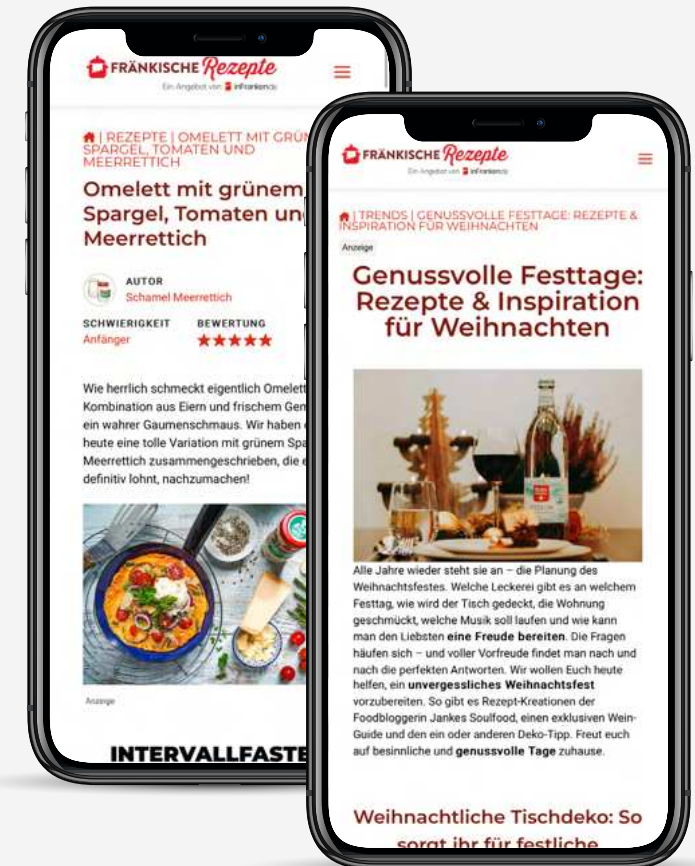 FRÄNKISCHE Rezepte
Ein Angebot von inFranken.de
| REZEPTE | OMELETT MIT GRÜN
SPARGEL, TOMATEN UND
MEERRETTICH
Omelett mit grünem
Spargel, Tomaten un
Meerrettich
AUTOR
Schamel Meerrettich
SCHWIERIGKEIT BEWERTUNG
Anfänger
Wie herrlich schmeckt eigentlich Omelett
Kombination aus Eiern und frischem Gem
ein wahrer Gaumenschmaus. Wir haben
heute eine tolle Variation mit grünem Spa
Meerrettich zusammengeschrieben, die e
definitiv lohnt, nachzumachen!
Anzeige
INTERVALLFASTE
FRÄNKISCHE Rezepte
Ein Angebot von inFranken.de
| TRENDS | GENUSSVOLLE FESTTAGE: REZEPTE &
INSPIRATION FÜR WEIHNACHTEN
Anzeige
Genussvolle Festtage:
Rezepte & Inspiration
für Weihnachten
Alle Jahre wieder steht sie an – die Planung des
Weihnachtsfestes. Welche Leckerei gibt es an welchem
Festtag, wie wird der Tisch gedeckt, die Wohnung
geschmückt, welche Musik soll laufen und wie kann
man den Liebsten eine Freude bereiten. Die Fragen
häufen sich – und voller Vorfreude findet man nach und
nach die perfekten Antworten. Wir wollen Euch heute
helfen, ein unvergessliches Weihnachtsfest
vorzubereiten. So gibt es Rezept-Kreationen der
Foodbloggerin Jankes Soulfood, einen exklusiven Wein-
Guide und den ein oder anderen Deko-Tipp. Freut euch
auf besinnliche und genussvolle Tage zuhause.
Weihnachtliche Tischdeko: So
sorgt ihr für festliche